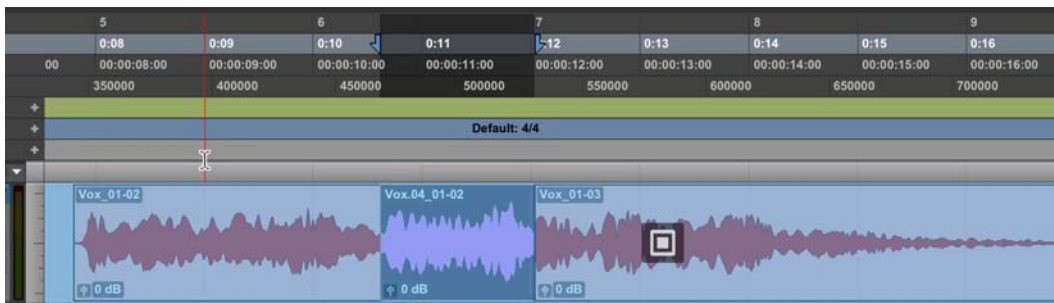 5 6 7 8 9
0:08 0:09 0:10 0:11 0:12 0:13 0:14 0:15 0:16
00 00:00:08:00 00:00:09:00 00:00:10:00 00:00:11:00 00:00:12:00 00:00:13:00 00:00:14:00 00:00:15:00 00:00:16:00
350000 400000 450000 500000 550000 600000 650000 700000
Default: 4/4
Vox_01-02 Vox.04_01-02 Vox_01-03
0 dB 0 dB 0 dB